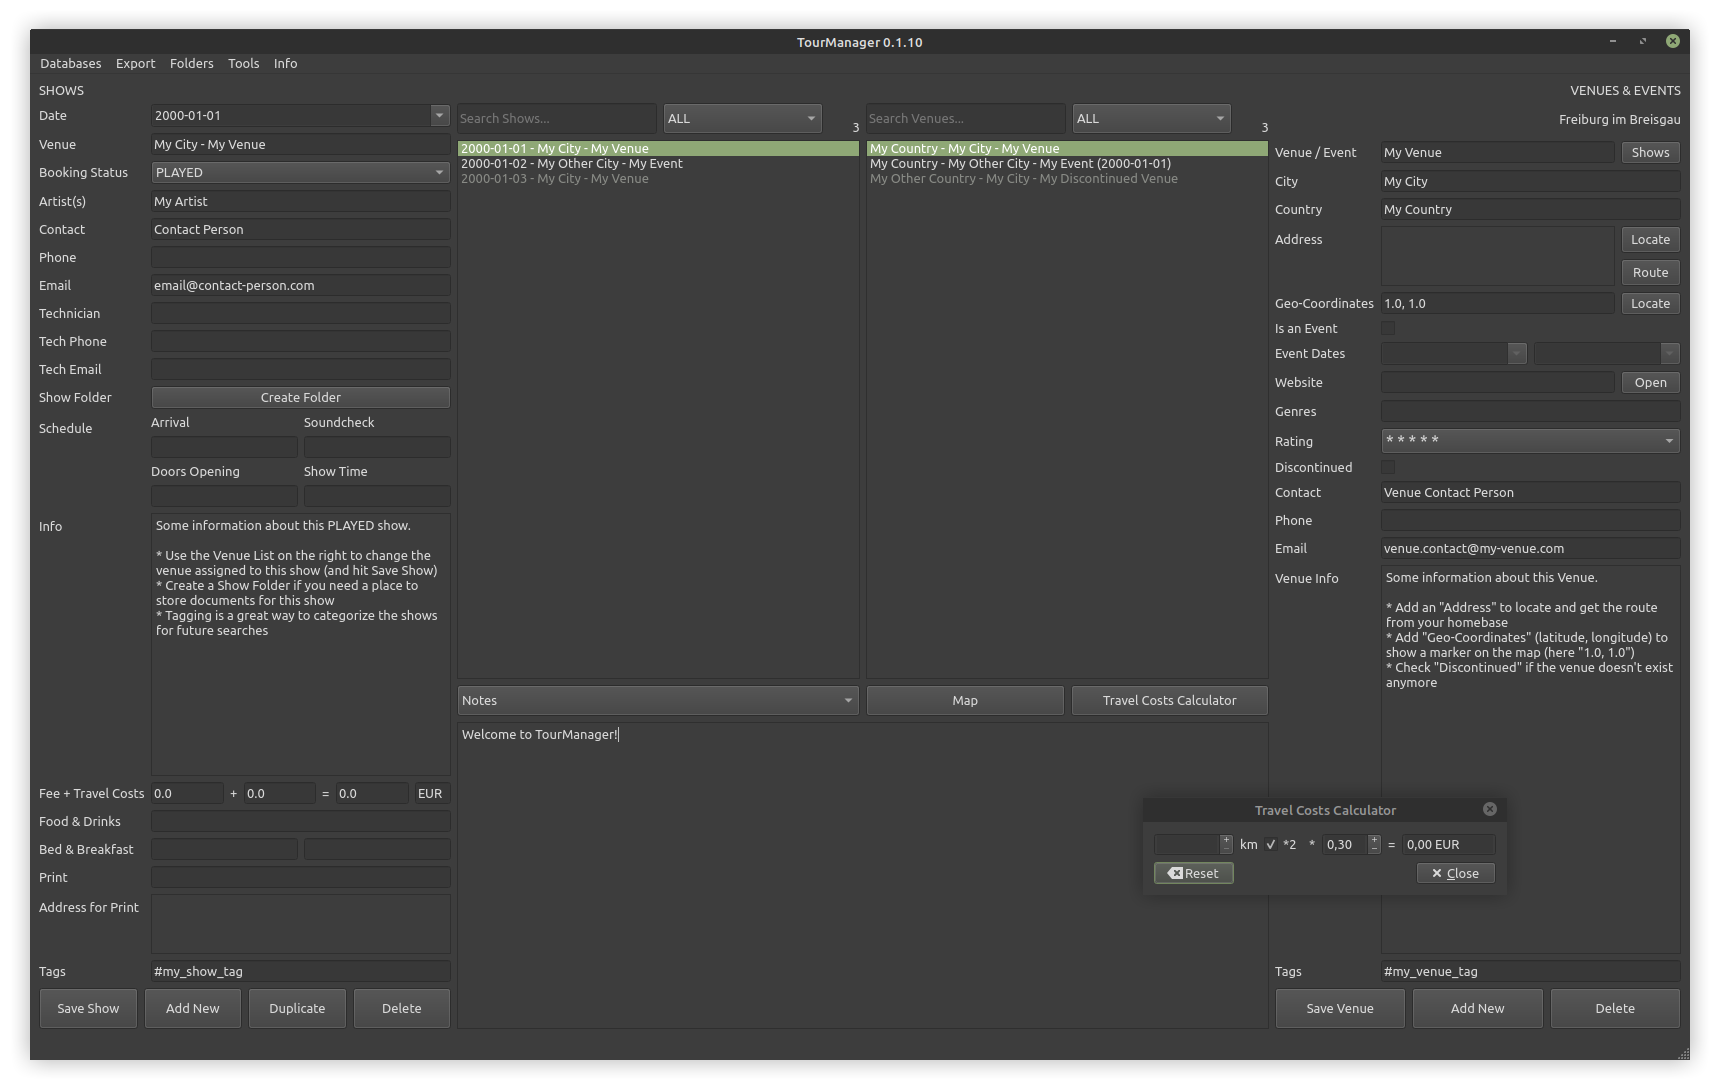 TourManager 0.1.10
Databases Export Folders Tools Info
SHOWS
Date 2000-01-01
Venue My City - My Venue
Booking Status PLAYED
Artist(s) My Artist
Contact Contact Person
Phone
Email email@contact-person.com
Technician
Tech Phone
Tech Email
Show Folder Create Folder
Schedule Arrival Soundcheck
Doors Opening Show Time
Info
Some information about this PLAYED show.
* Use the Venue List on the right to change the
venue assigned to this show (and hit Save Show)
* Create a Show Folder if you need a place to
store documents for this show
* Tagging is a great way to categorize the shows
for future searches
Fee + Travel Costs 0.0 + 0.0 = 0.0 EUR
Food & Drinks
Bed & Breakfast
Print
Address for Print
Tags #my_show_tag
Save Show Add New Duplicate Delete
Search Shows... ALL 3
2000-01-01 - My City - My Venue
2000-01-02 - My Other City - My Event
2000-01-03 - My City - My Venue
Search Venues... ALL 3
My Country - My City - My Venue
My Country - My Other City - My Event (2000-01-01)
My Other Country - My City - My Discontinued Venue
Notes Map Travel Costs Calculator
Welcome to TourManager!
VENUES & EVENTS
Freiburg im Breisgau
Venue / Event My Venue Shows
City My City
Country My Country
Address Locate
Route
Geo-Coordinates 1.0, 1.0 Locate
Is an Event
Event Dates
Website Open
Genres
Rating * * * * *
Discontinued
Contact Venue Contact Person
Phone
Email venue.contact@my-venue.com
Venue Info
Some information about this Venue.
* Add an "Address" to locate and get the route
from your homebase
* Add "Geo-Coordinates" (latitude, longitude) to
show a marker on the map (here "1.0, 1.0")
* Check "Discontinued" if the venue doesn't exist
anymore
Travel Costs Calculator
km *2 * 0,30 = 0,00 EUR
Reset Close
Tags #my_venue_tag
Save Venue Add New Delete